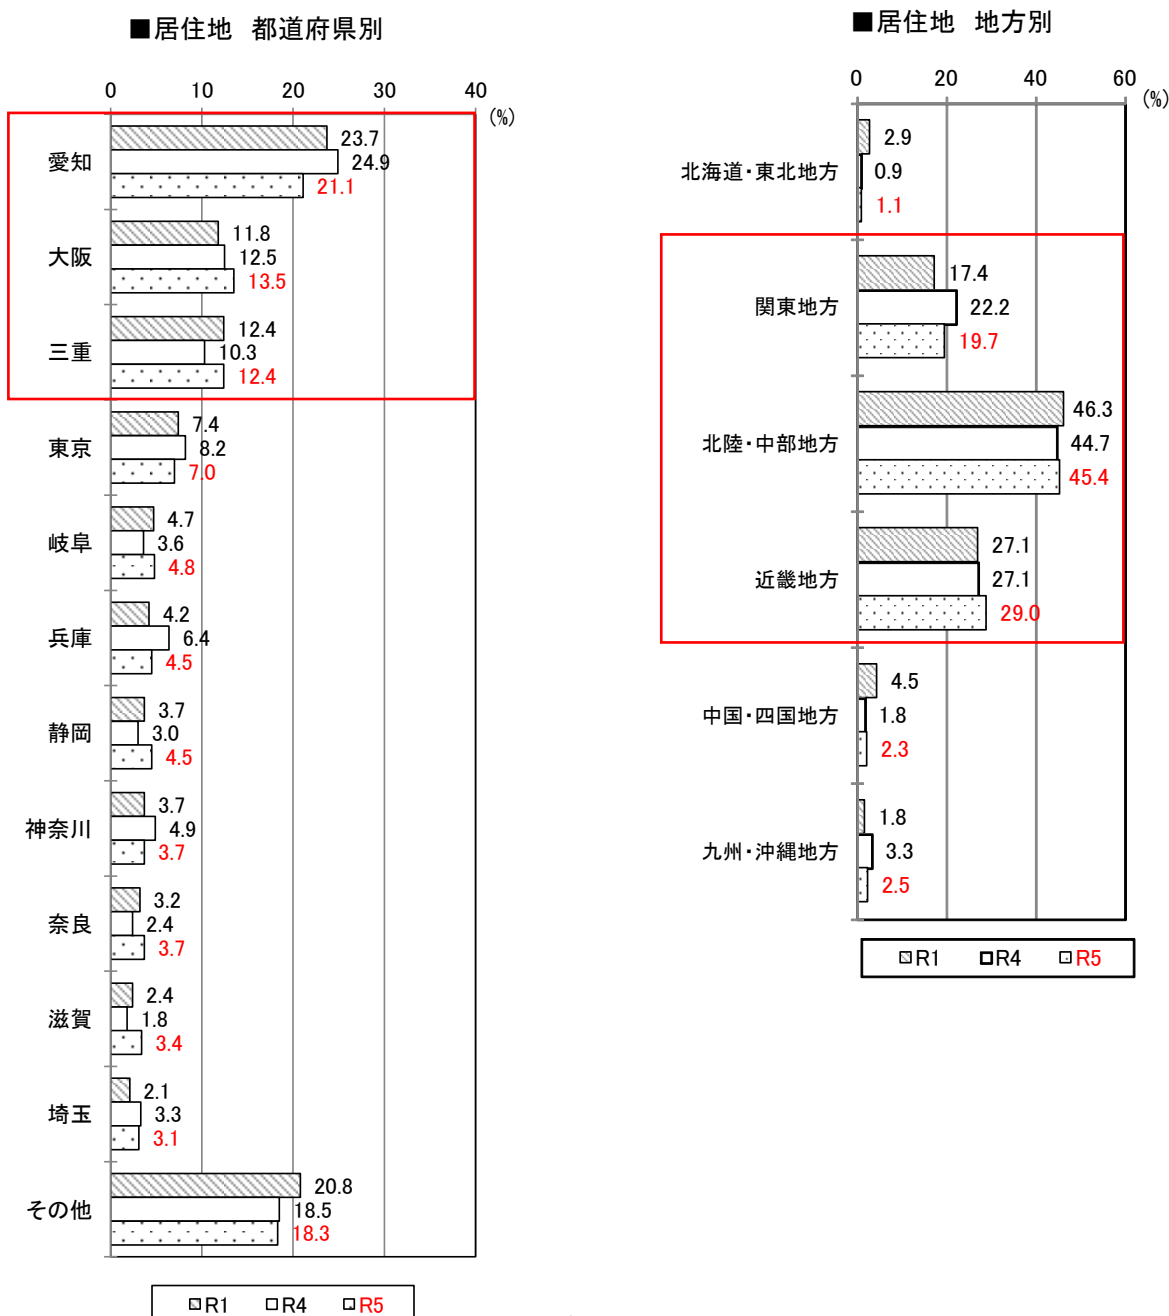 ■居住地　都道府県別
0 10 20 30 40
(%)
愛知 23.7
24.9
21.1
大阪 11.8
12.5
13.5
三重 12.4
10.3
12.4
東京 7.4
8.2
7.0
岐阜 4.7
3.6
4.8
兵庫 4.2
6.4
4.5
静岡 3.7
3.0
4.5
神奈川 3.7
4.9
3.7
奈良 3.2
2.4
3.7
滋賀 2.4
1.8
3.4
埼玉 2.1
3.3
3.1
その他 20.8
18.5
18.3
R1 R4 R5
■居住地　地方別
0 20 40 60
(%)
北海道・東北地方 2.9
0.9
1.1
関東地方 17.4
22.2
19.7
北陸・中部地方 46.3
44.7
45.4
近畿地方 27.1
27.1
29.0
中国・四国地方 4.5
1.8
2.3
九州・沖縄地方 1.8
3.3
2.5
R1 R4 R5